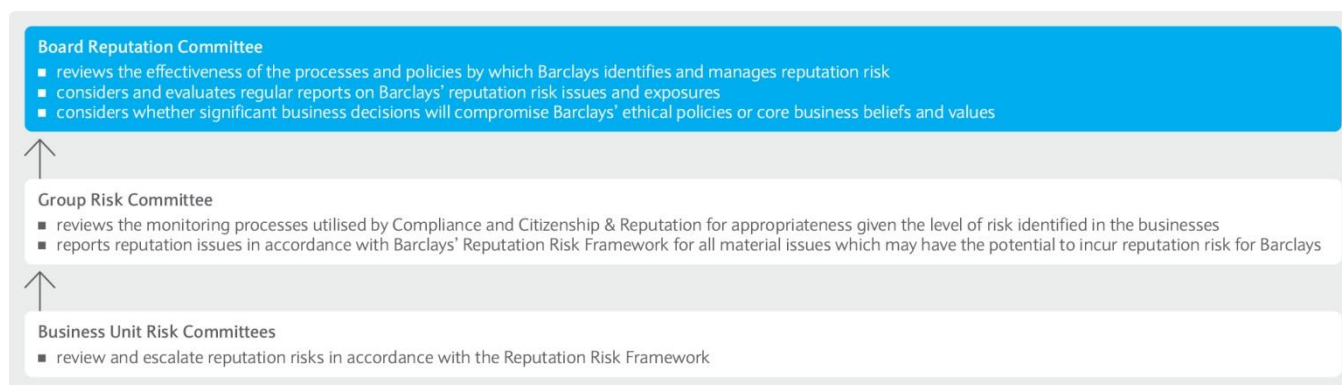 Board Reputation Committee
▪ reviews the effectiveness of the processes and policies by which Barclays identifies and manages reputation risk
▪ considers and evaluates regular reports on Barclays’ reputation risk issues and exposures
▪ considers whether significant business decisions will compromise Barclays’ ethical policies or core business beliefs and values
Group Risk Committee
▪ reviews the monitoring processes utilised by Compliance and Citizenship & Reputation for appropriateness given the level of risk identified in the businesses
▪ reports reputation issues in accordance with Barclays’ Reputation Risk Framework for all material issues which may have the potential to incur reputation risk for Barclays
Business Unit Risk Committees
▪ review and escalate reputation risks in accordance with the Reputation Risk Framework